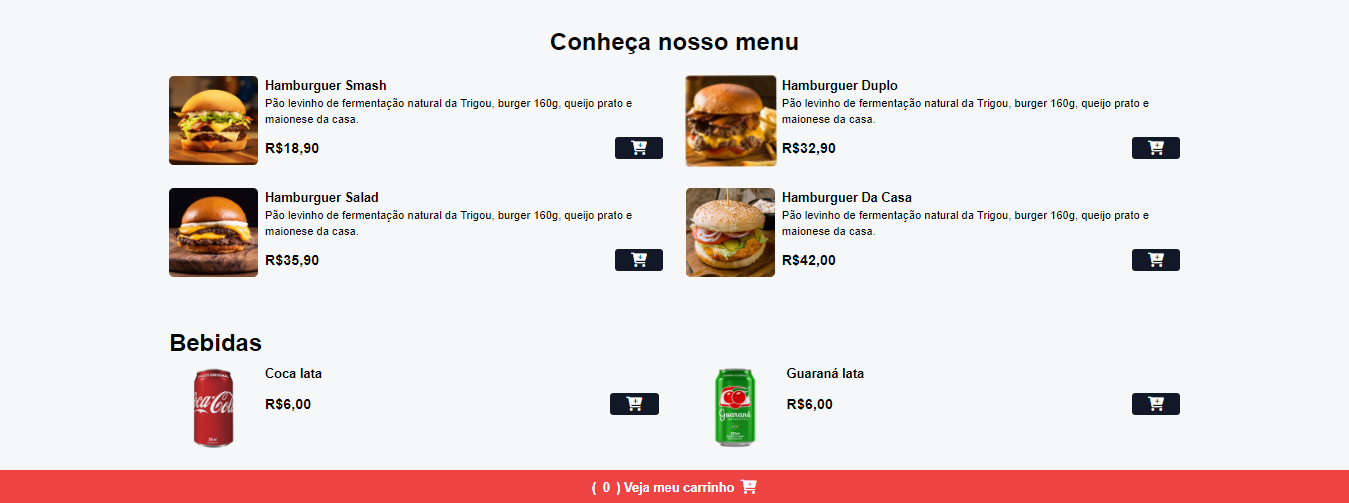 Conheça nosso menu
Hamburguer Smash
Pão levinho de fermentação natural da Trigou, burger 160g, queijo prato e
maionese da casa.
R$18,90
Hamburguer Duplo
Pão levinho de fermentação natural da Trigou, burger 160g, queijo prato e
maionese da casa.
R$32,90
Hamburguer Salad
Pão levinho de fermentação natural da Trigou, burger 160g, queijo prato e
maionese da casa.
R$35,90
Hamburguer Da Casa
Pão levinho de fermentação natural da Trigou, burger 160g, queijo prato e
maionese da casa.
R$42,00
Bebidas
Coca-Cola
Coca lata
R$6,00
Guaraná
Guaraná lata
R$6,00
( 0 ) Veja meu carrinho